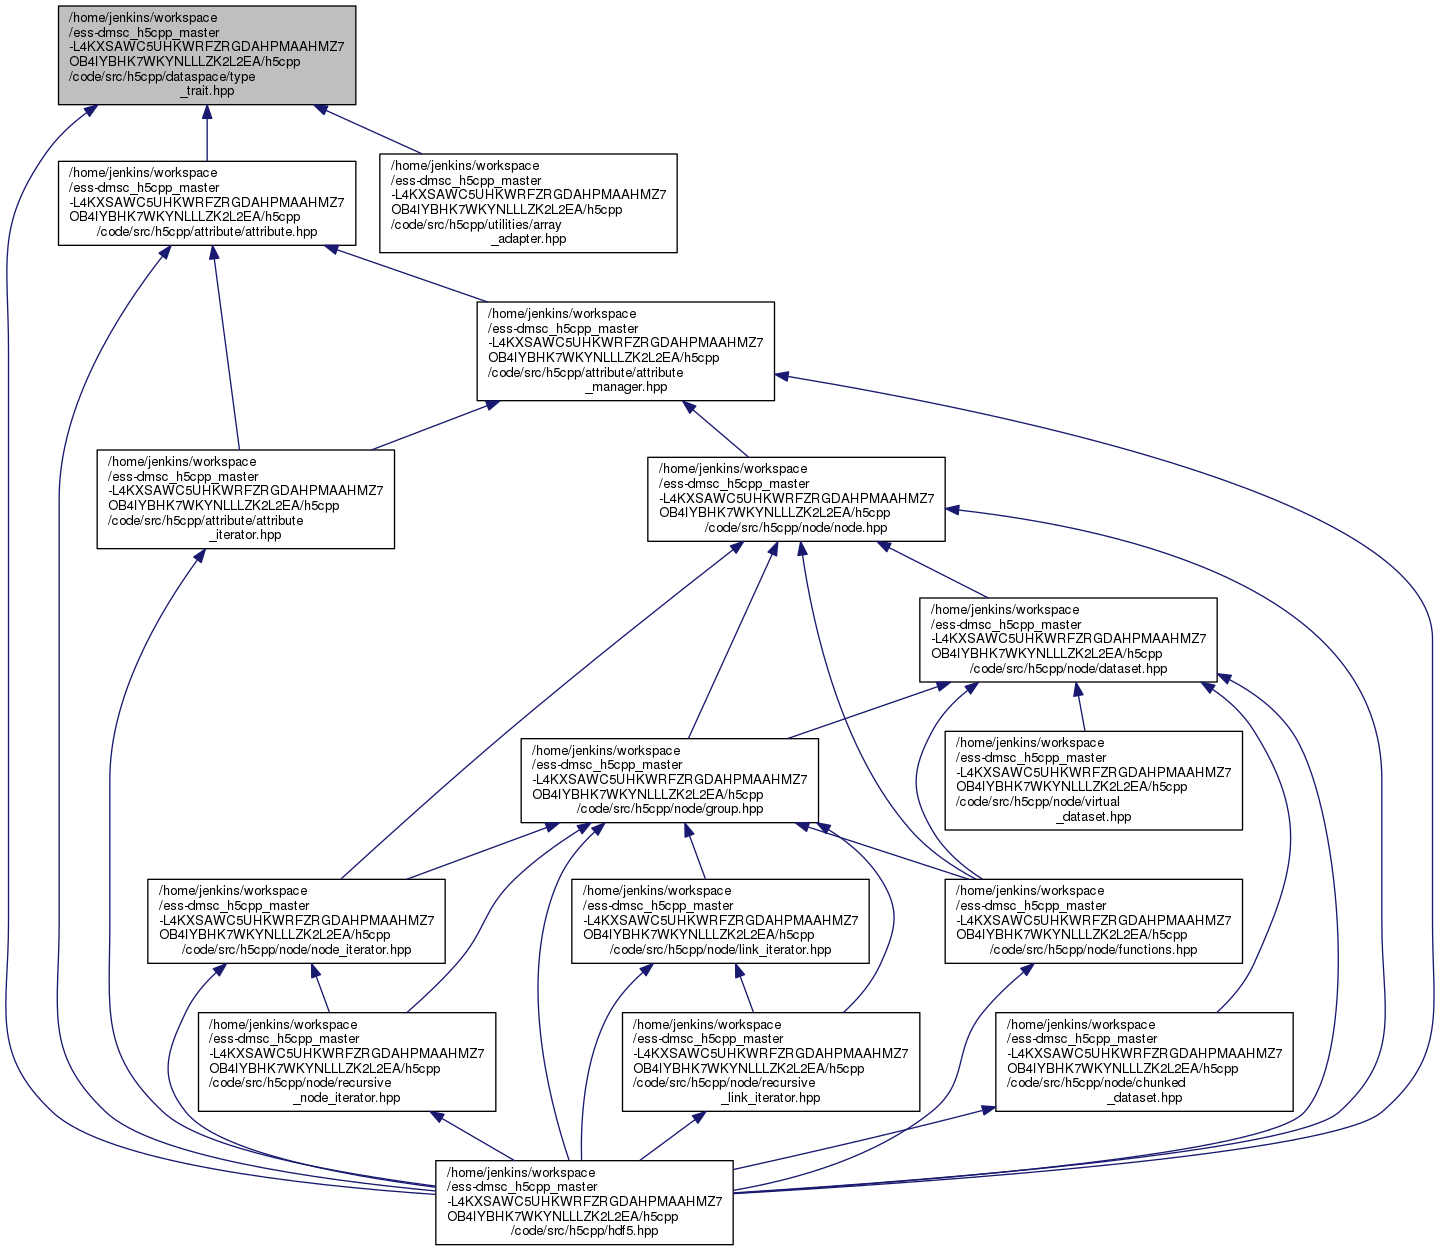 /home/jenkins/workspace
/ess-dmsc_h5cpp_master
-L4KXSAWC5UHKWRFZRGDAHPMAAHMZ7
OB4IYBHK7WKYNLLLZK2L2EA/h5cpp
/code/src/h5cpp/dataspace/type
_trait.hpp
/home/jenkins/workspace
/ess-dmsc_h5cpp_master
-L4KXSAWC5UHKWRFZRGDAHPMAAHMZ7
OB4IYBHK7WKYNLLLZK2L2EA/h5cpp
/code/src/h5cpp/attribute/attribute.hpp
/home/jenkins/workspace
/ess-dmsc_h5cpp_master
-L4KXSAWC5UHKWRFZRGDAHPMAAHMZ7
OB4IYBHK7WKYNLLLZK2L2EA/h5cpp
/code/src/h5cpp/utilities/array
_adapter.hpp
/home/jenkins/workspace
/ess-dmsc_h5cpp_master
-L4KXSAWC5UHKWRFZRGDAHPMAAHMZ7
OB4IYBHK7WKYNLLLZK2L2EA/h5cpp
/code/src/h5cpp/attribute/attribute
_manager.hpp
/home/jenkins/workspace
/ess-dmsc_h5cpp_master
-L4KXSAWC5UHKWRFZRGDAHPMAAHMZ7
OB4IYBHK7WKYNLLLZK2L2EA/h5cpp
/code/src/h5cpp/attribute/attribute
_iterator.hpp
/home/jenkins/workspace
/ess-dmsc_h5cpp_master
-L4KXSAWC5UHKWRFZRGDAHPMAAHMZ7
OB4IYBHK7WKYNLLLZK2L2EA/h5cpp
/code/src/h5cpp/node/node.hpp
/home/jenkins/workspace
/ess-dmsc_h5cpp_master
-L4KXSAWC5UHKWRFZRGDAHPMAAHMZ7
OB4IYBHK7WKYNLLLZK2L2EA/h5cpp
/code/src/h5cpp/node/dataset.hpp
/home/jenkins/workspace
/ess-dmsc_h5cpp_master
-L4KXSAWC5UHKWRFZRGDAHPMAAHMZ7
OB4IYBHK7WKYNLLLZK2L2EA/h5cpp
/code/src/h5cpp/node/group.hpp
/home/jenkins/workspace
/ess-dmsc_h5cpp_master
-L4KXSAWC5UHKWRFZRGDAHPMAAHMZ7
OB4IYBHK7WKYNLLLZK2L2EA/h5cpp
/code/src/h5cpp/node/virtual
_dataset.hpp
/home/jenkins/workspace
/ess-dmsc_h5cpp_master
-L4KXSAWC5UHKWRFZRGDAHPMAAHMZ7
OB4IYBHK7WKYNLLLZK2L2EA/h5cpp
/code/src/h5cpp/node/node_iterator.hpp
/home/jenkins/workspace
/ess-dmsc_h5cpp_master
-L4KXSAWC5UHKWRFZRGDAHPMAAHMZ7
OB4IYBHK7WKYNLLLZK2L2EA/h5cpp
/code/src/h5cpp/node/link_iterator.hpp
/home/jenkins/workspace
/ess-dmsc_h5cpp_master
-L4KXSAWC5UHKWRFZRGDAHPMAAHMZ7
OB4IYBHK7WKYNLLLZK2L2EA/h5cpp
/code/src/h5cpp/node/functions.hpp
/home/jenkins/workspace
/ess-dmsc_h5cpp_master
-L4KXSAWC5UHKWRFZRGDAHPMAAHMZ7
OB4IYBHK7WKYNLLLZK2L2EA/h5cpp
/code/src/h5cpp/node/recursive
_node_iterator.hpp
/home/jenkins/workspace
/ess-dmsc_h5cpp_master
-L4KXSAWC5UHKWRFZRGDAHPMAAHMZ7
OB4IYBHK7WKYNLLLZK2L2EA/h5cpp
/code/src/h5cpp/node/recursive
_link_iterator.hpp
/home/jenkins/workspace
/ess-dmsc_h5cpp_master
-L4KXSAWC5UHKWRFZRGDAHPMAAHMZ7
OB4IYBHK7WKYNLLLZK2L2EA/h5cpp
/code/src/h5cpp/node/chunked
_dataset.hpp
/home/jenkins/workspace
/ess-dmsc_h5cpp_master
-L4KXSAWC5UHKWRFZRGDAHPMAAHMZ7
OB4IYBHK7WKYNLLLZK2L2EA/h5cpp
/code/src/h5cpp/hdf5.hpp